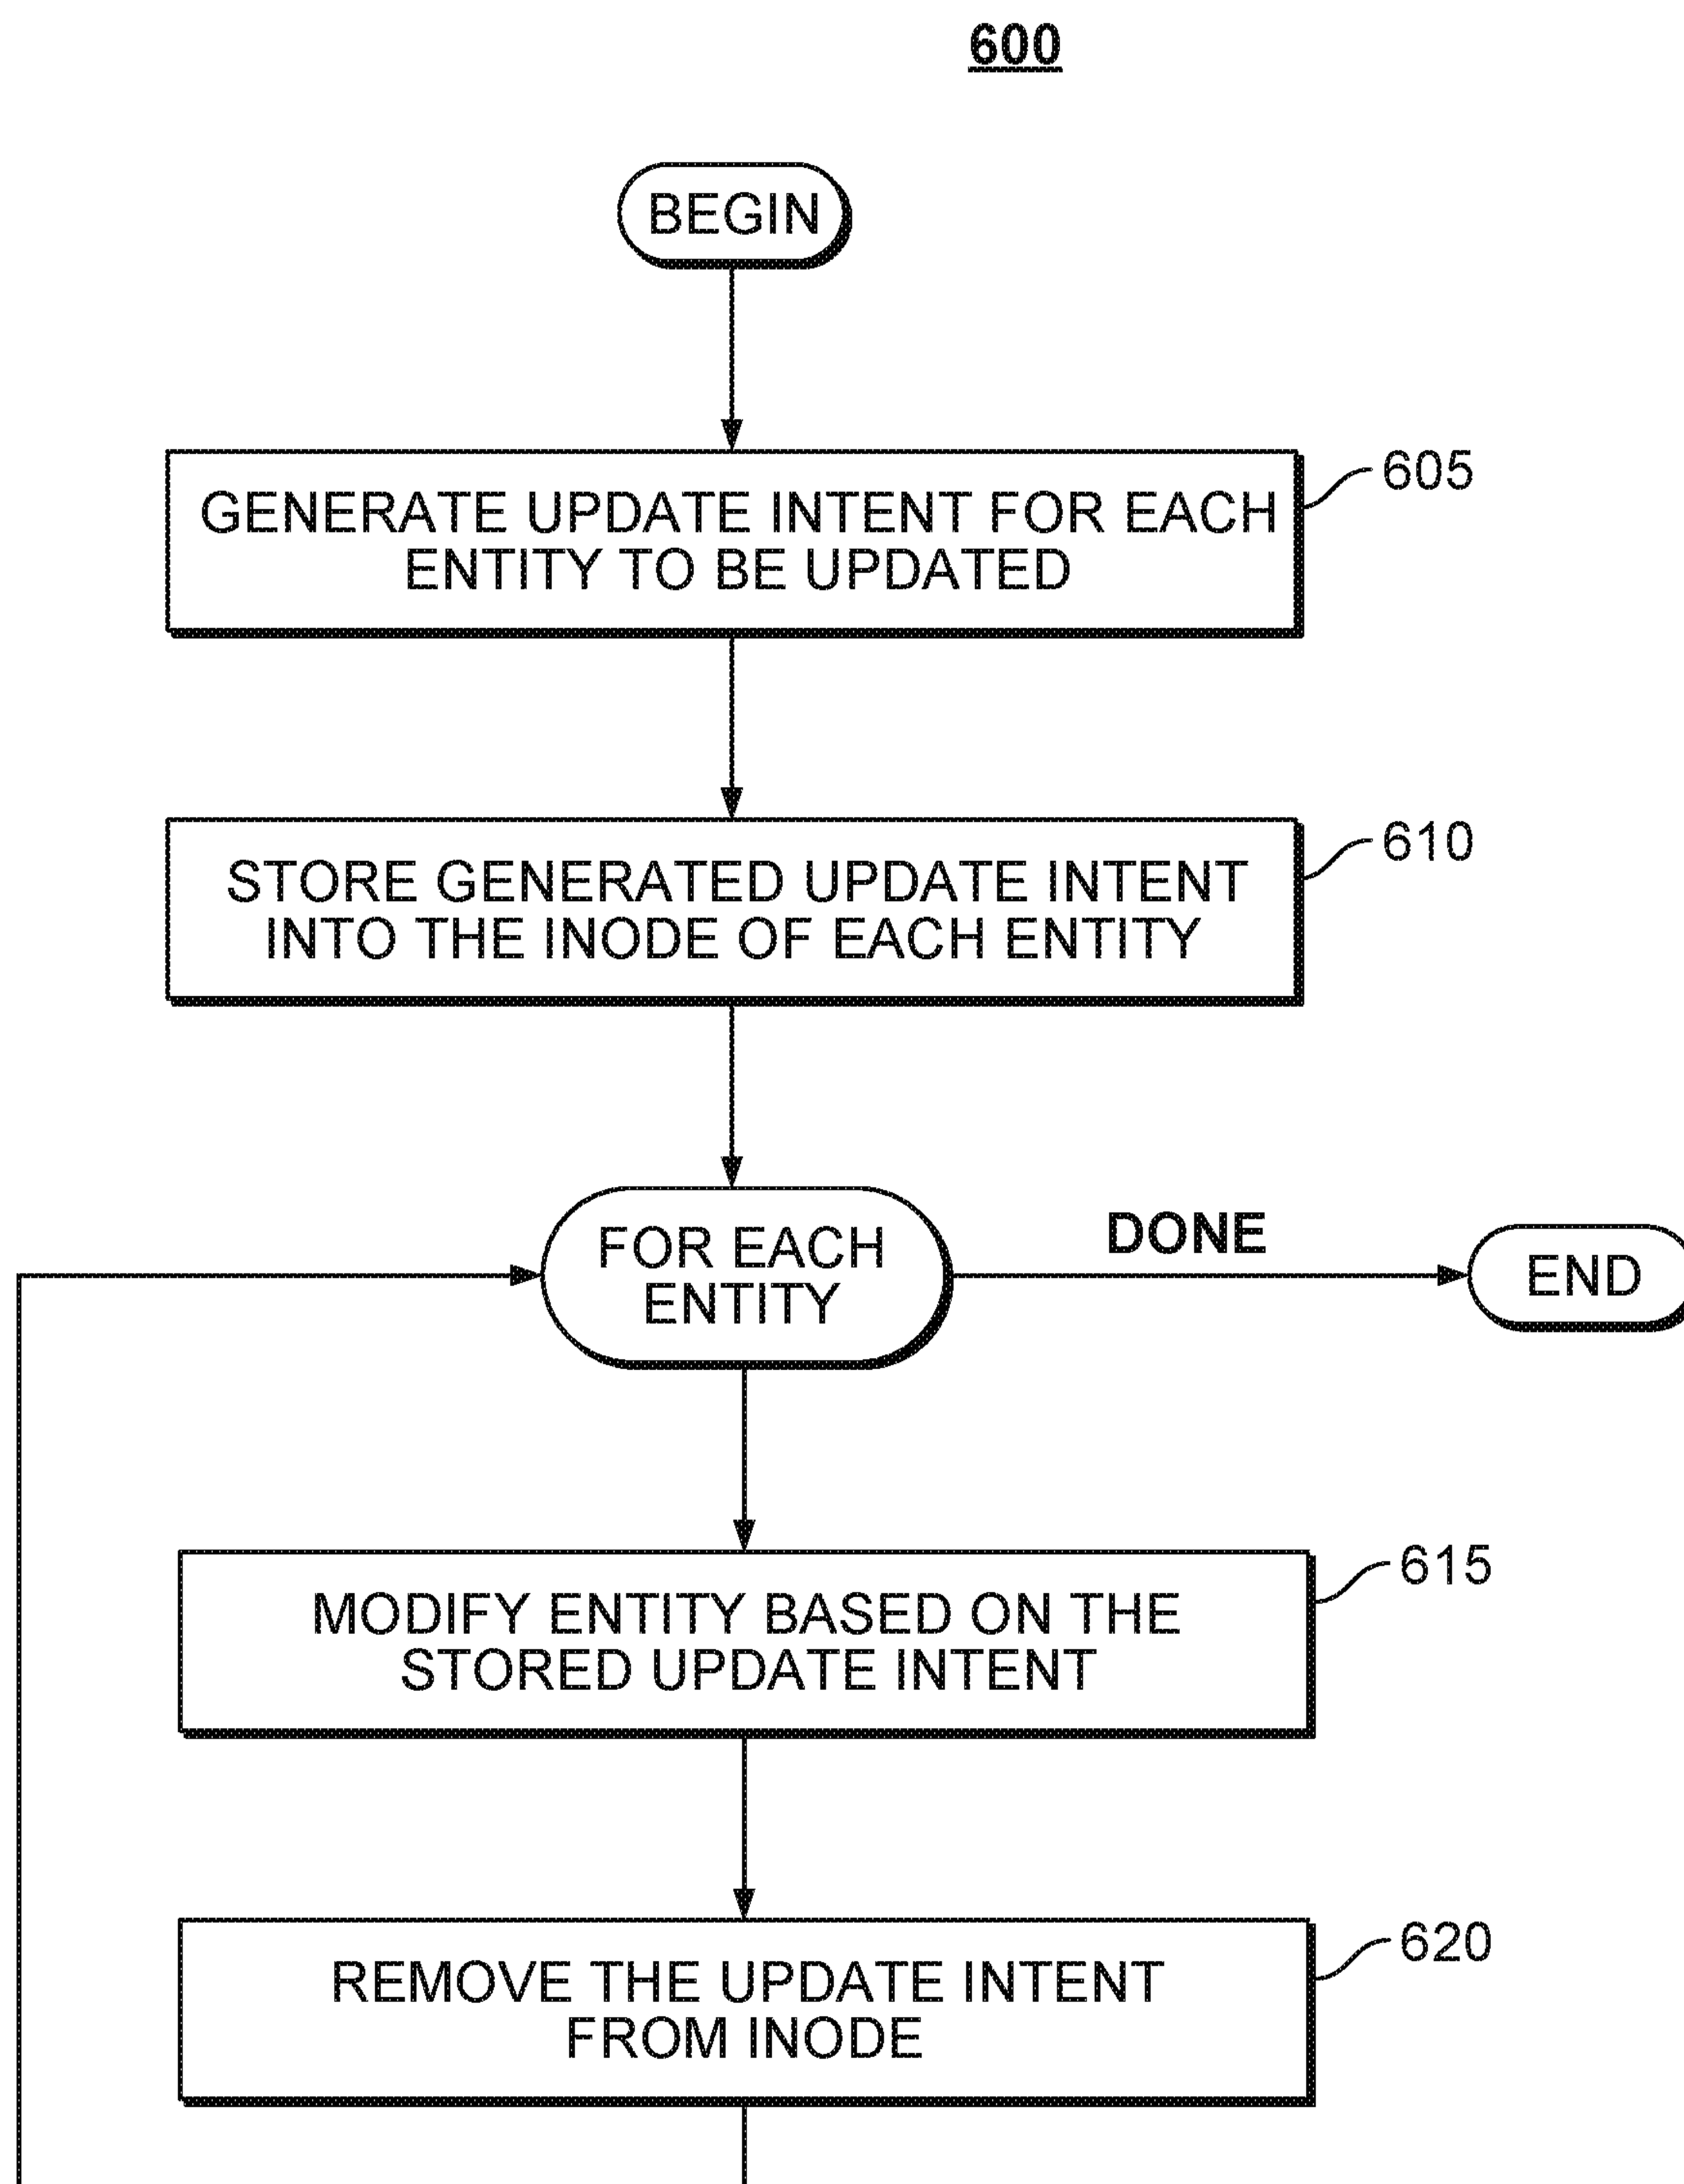 600
BEGIN
GENERATE UPDATE INTENT FOR EACH
ENTITY TO BE UPDATED
605
STORE GENERATED UPDATE INTENT
INTO THE INODE OF EACH ENTITY
610
FOR EACH
ENTITY
DONE
END
MODIFY ENTITY BASED ON THE
STORED UPDATE INTENT
615
REMOVE THE UPDATE INTENT
FROM INODE
620